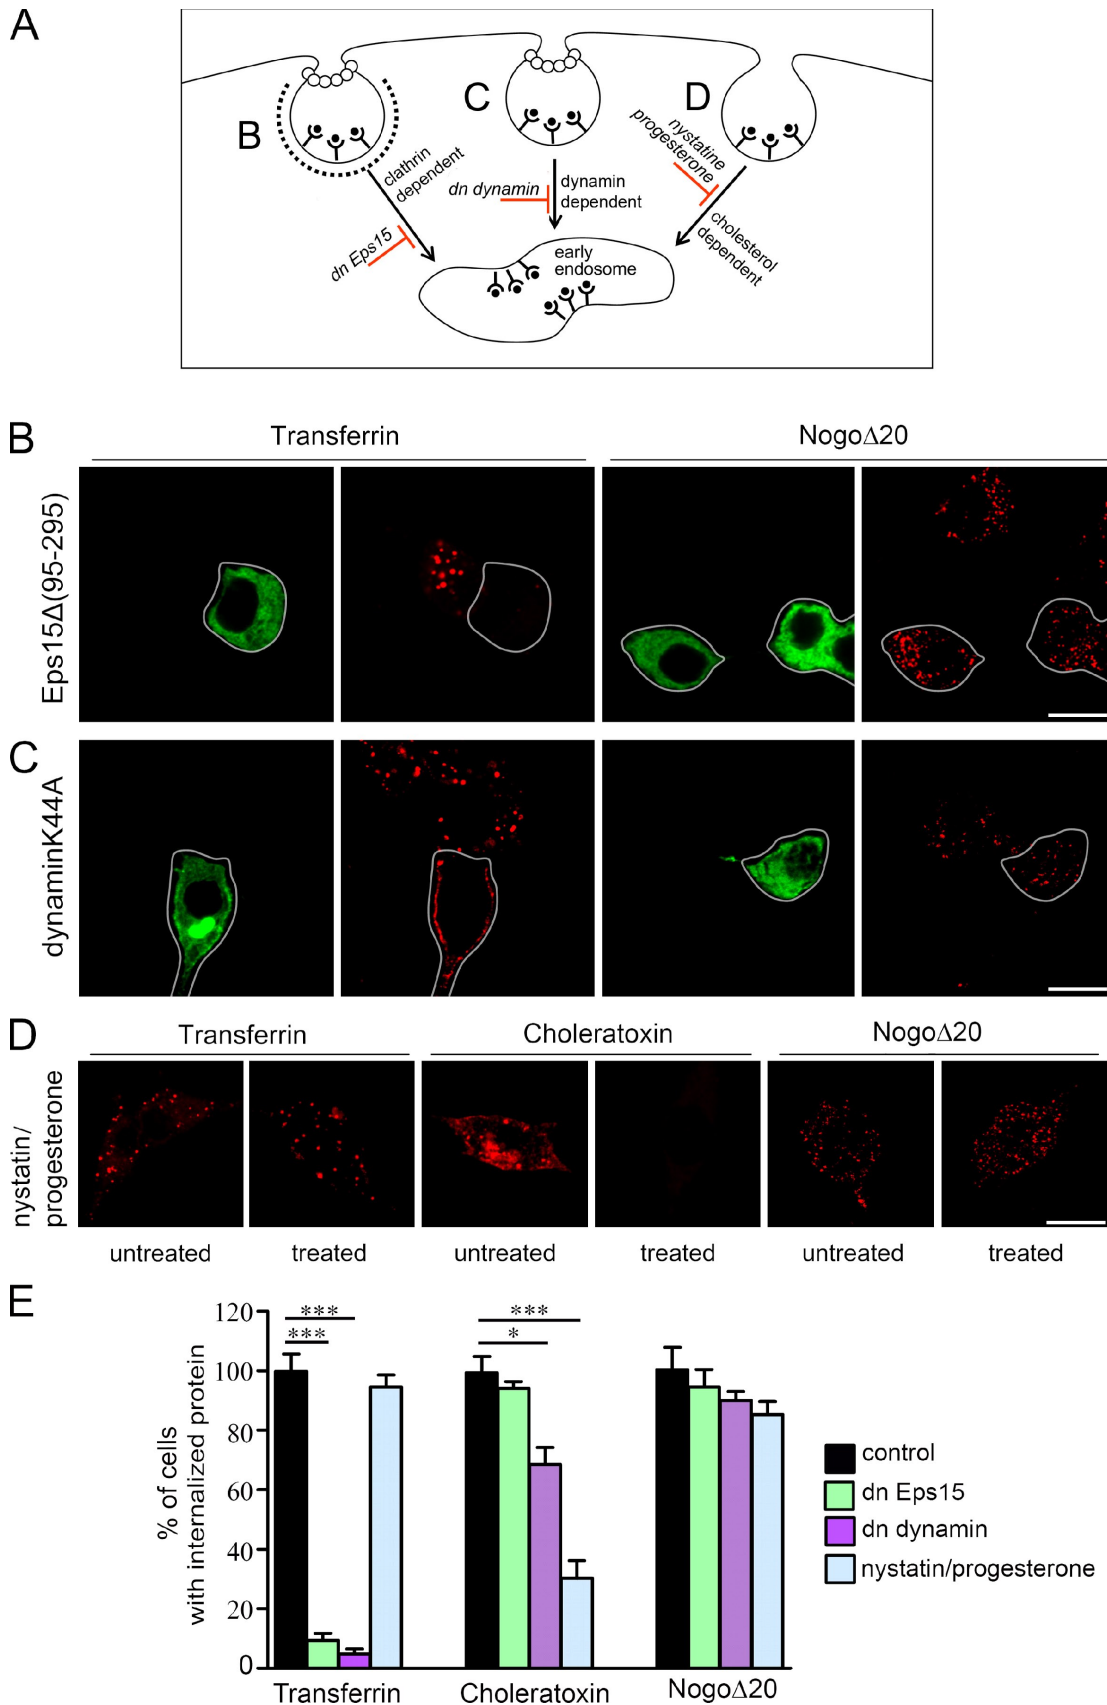 A
B
C
D
clathrin
dependent
dn Eps15
dn dynamin
dynamin
dependent
nystatine
progesterone
cholesterol
dependent
early
endosome
B
Transferrin
NogoΔ20
Eps15Δ(95-295)
C
dynaminK44A
D
Transferrin
Choleratoxin
NogoΔ20
nystatin/
progesterone
untreated
treated
untreated
treated
untreated
treated
E
% of cells
with internalized protein
120
100
80
60
40
20
0
***
***
***
*
Transferrin
Choleratoxin
NogoΔ20
control
dn Eps15
dn dynamin
nystatin/progesterone